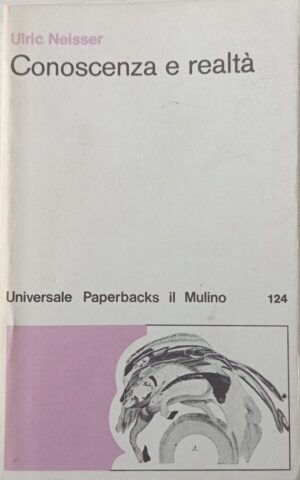 Ulric Neisser
Conoscenza e realtà
Universale Paperbacks il Mulino 124